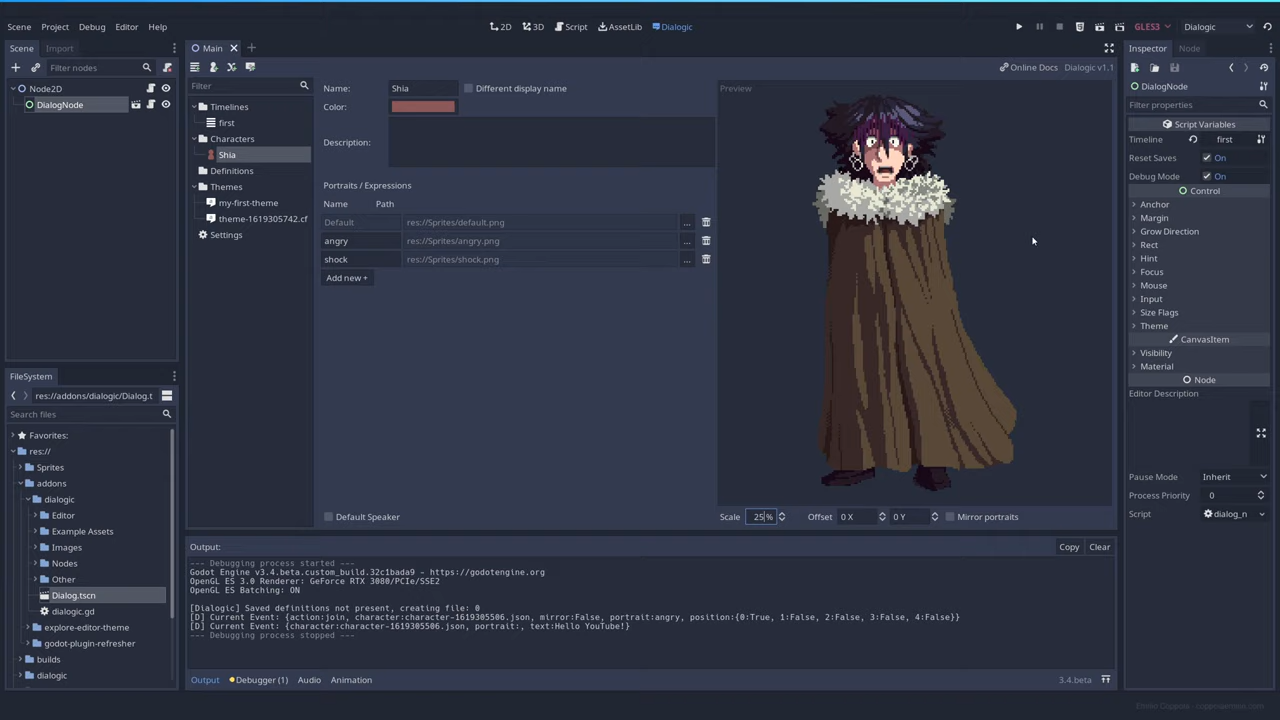 Scene Project Debug Editor Help
2D 3D Script AssetLib Dialogic
GLES3 Dialogic
Scene Import
Filter nodes
Node2D
DialogNode
Main
Online Docs Dialogic v1.1
Filter
Timelines
first
Characters
Shia
Definitions
Themes
my-first-theme
theme-1619305742.cf
Settings
Name: Shia Different display name
Color:
Description:
Portraits / Expressions
Name Path
Default res://Sprites/default.png ...
angry res://Sprites/angry.png ...
shock res://Sprites/shock.png ...
Add new +
Default Speaker
Preview
Scale 25% Offset 0 X 0 Y Mirror portraits
FileSystem
res://addons/dialogic/Dialog.t
Search files
Favorites:
res://
Sprites
addons
dialogic
Editor
Example Assets
Images
Nodes
Other
Dialog.tscn
dialogic.gd
explore-editor-theme
godot-plugin-refresher
builds
dialogic
Output:
Copy Clear
--- Debugging process started ---
Godot Engine v3.4.beta.custom_build.32c1bada9 - https://godotengine.org
OpenGL ES 3.0 Renderer: GeForce RTX 3080/PCIe/SSE2
OpenGL ES Batching: ON
[Dialogic] Saved definitions not present, creating file: 0
[D] Current Event: {action:join, character:character-1619305506.json, mirror:False, portrait:angry, position:{0:True, 1:False, 2:False, 3:False, 4:False}}
[D] Current Event: {character:character-1619305506.json, portrait:, text:Hello YouTube!}
--- Debugging process stopped ---
Output Debugger (1) Audio Animation
3.4.beta
Inspector Node
DialogNode
Filter properties
Script Variables
Timeline first
Reset Saves On
Debug Mode On
Control
Anchor
Margin
Grow Direction
Rect
Hint
Focus
Mouse
Input
Size Flags
Theme
CanvasItem
Visibility
Material
Node
Editor Description
Pause Mode Inherit
Process Priority 0
Script dialog_n